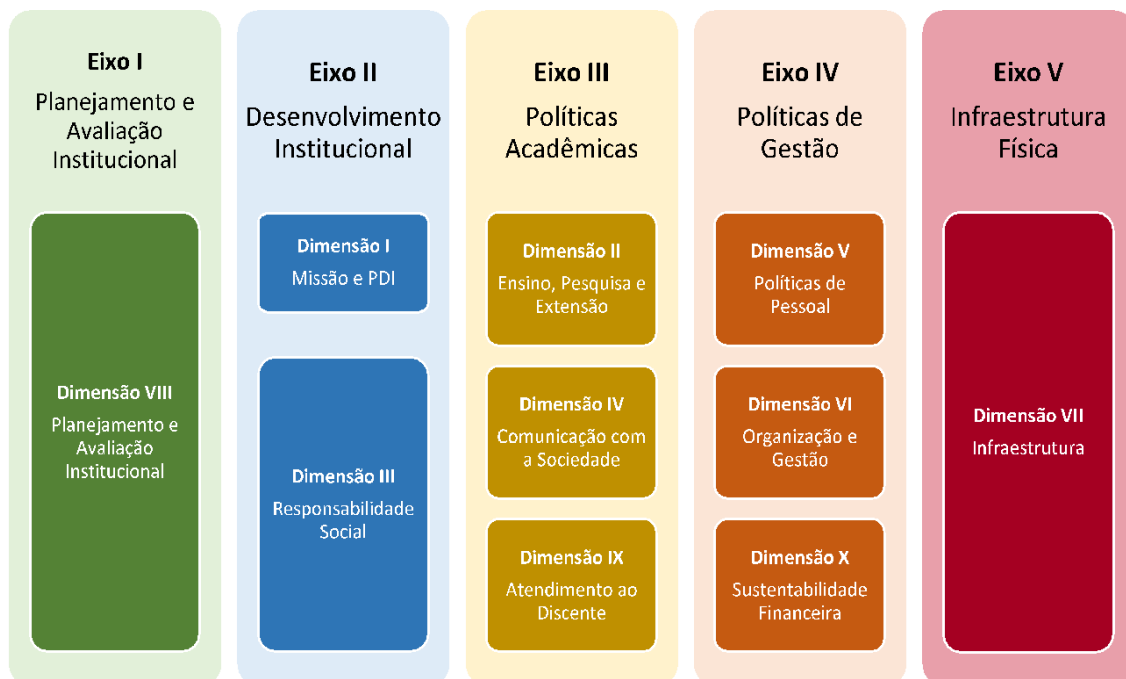 Eixo I
Planejamento e
Avaliação
Institucional
Dimensão VIII
Planejamento e
Avaliação
Institucional
Eixo II
Desenvolvimento
Institucional
Dimensão I
Missão e PDI
Dimensão III
Responsabilidade
Social
Eixo III
Políticas
Acadêmicas
Dimensão II
Ensino, Pesquisa e
Extensão
Dimensão IV
Comunicação com
a Sociedade
Dimensão IX
Atendimento ao
Discente
Eixo IV
Políticas de
Gestão
Dimensão V
Políticas de
Pessoal
Dimensão VI
Organização e
Gestão
Dimensão X
Sustentabilidade
Financeira
Eixo V
Infraestrutura
Física
Dimensão VII
Infraestrutura